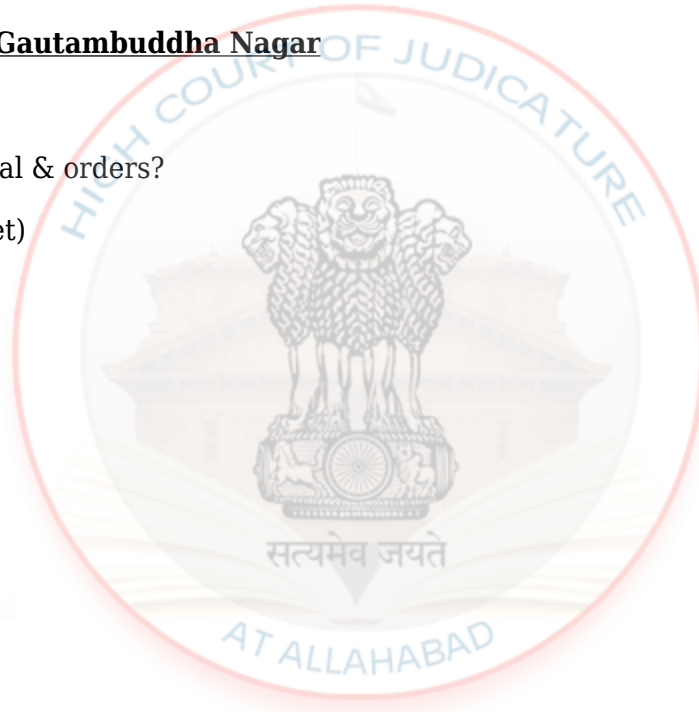 Gautambuddha Nagar
HIGH COURT OF JUDICATURE
al & orders?
et)
सत्यमेव जयते
AT ALLAHABAD